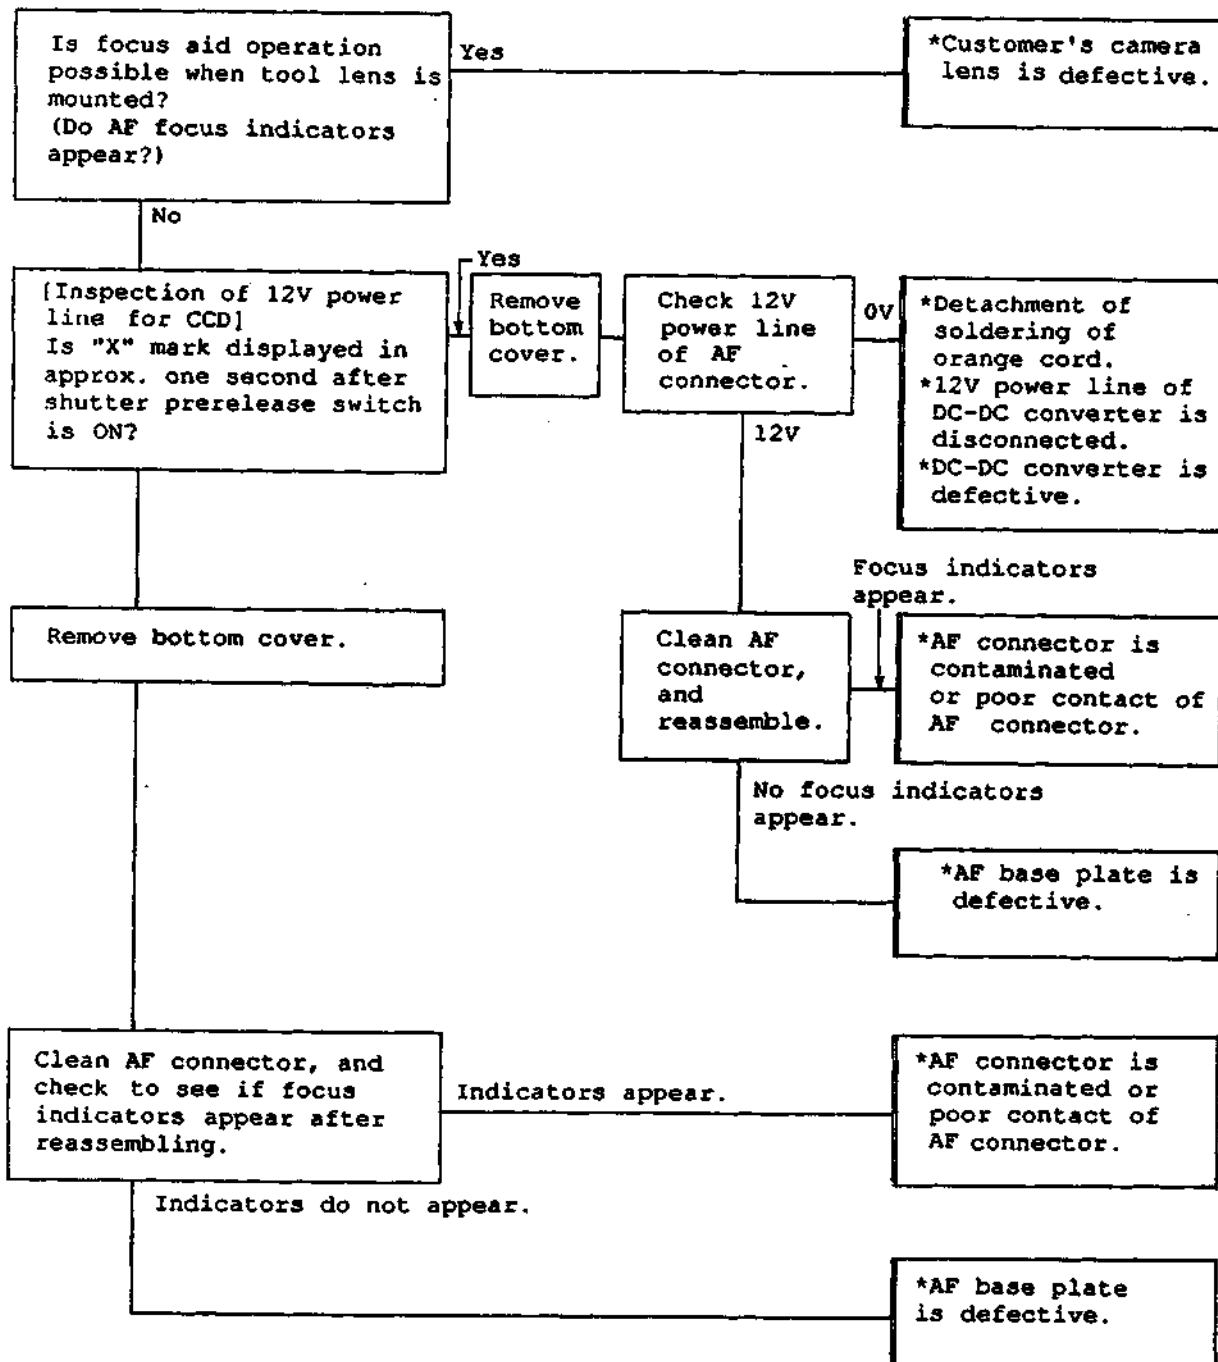 Is focus aid operation
possible when tool lens is
mounted?
(Do AF focus indicators
appear?)
Yes
*Customer's camera
lens is defective.
No
[Inspection of 12V power
line for CCD]
Is "X" mark displayed in
approx. one second after
shutter prerelease switch
is ON?
Yes
Remove
bottom
cover.
Check 12V
power line
of AF
connector.
0V
*Detachment of
soldering of
orange cord.
*12V power line of
DC-DC converter is
disconnected.
*DC-DC converter is
defective.
12V
Focus indicators
appear.
Remove bottom cover.
Clean AF
connector,
and
reassemble.
*AF connector is
contaminated
or poor contact of
AF connector.
No focus indicators
appear.
*AF base plate is
defective.
Clean AF connector, and
check to see if focus
indicators appear after
reassembling.
Indicators appear.
*AF connector is
contaminated or
poor contact of
AF connector.
Indicators do not appear.
*AF base plate
is defective.